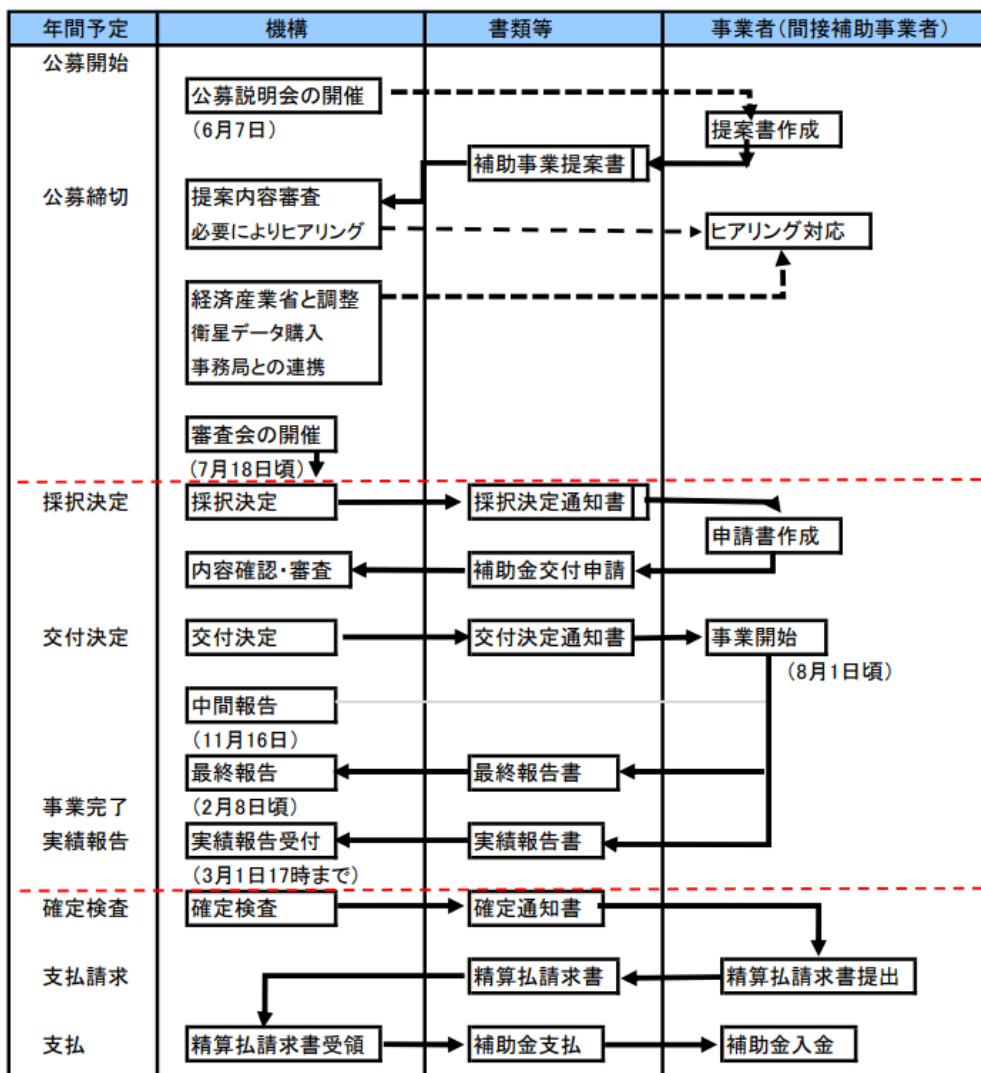 年間予定 機構 書類等 事業者(間接補助事業者)
公募開始
公募説明会の開催
(6月7日) 提案書作成
補助事業提案書
公募締切 提案内容審査
必要によりヒアリング ヒアリング対応
経済産業省と調整
衛星データ購入
事務局との連携
審査会の開催
(7月18日頃)
採択決定 採択決定 採択決定通知書
申請書作成
内容確認・審査 補助金交付申請
交付決定 交付決定 交付決定通知書 事業開始
(8月1日頃)
中間報告
(11月16日)
最終報告 最終報告書
事業完了 (2月8日頃)
実績報告 実績報告受付 実績報告書
(3月1日17時まで)
確定検査 確定検査 確定通知書
支払請求 精算払請求書 精算払請求書提出
支払 精算払請求書受領 補助金支払 補助金入金